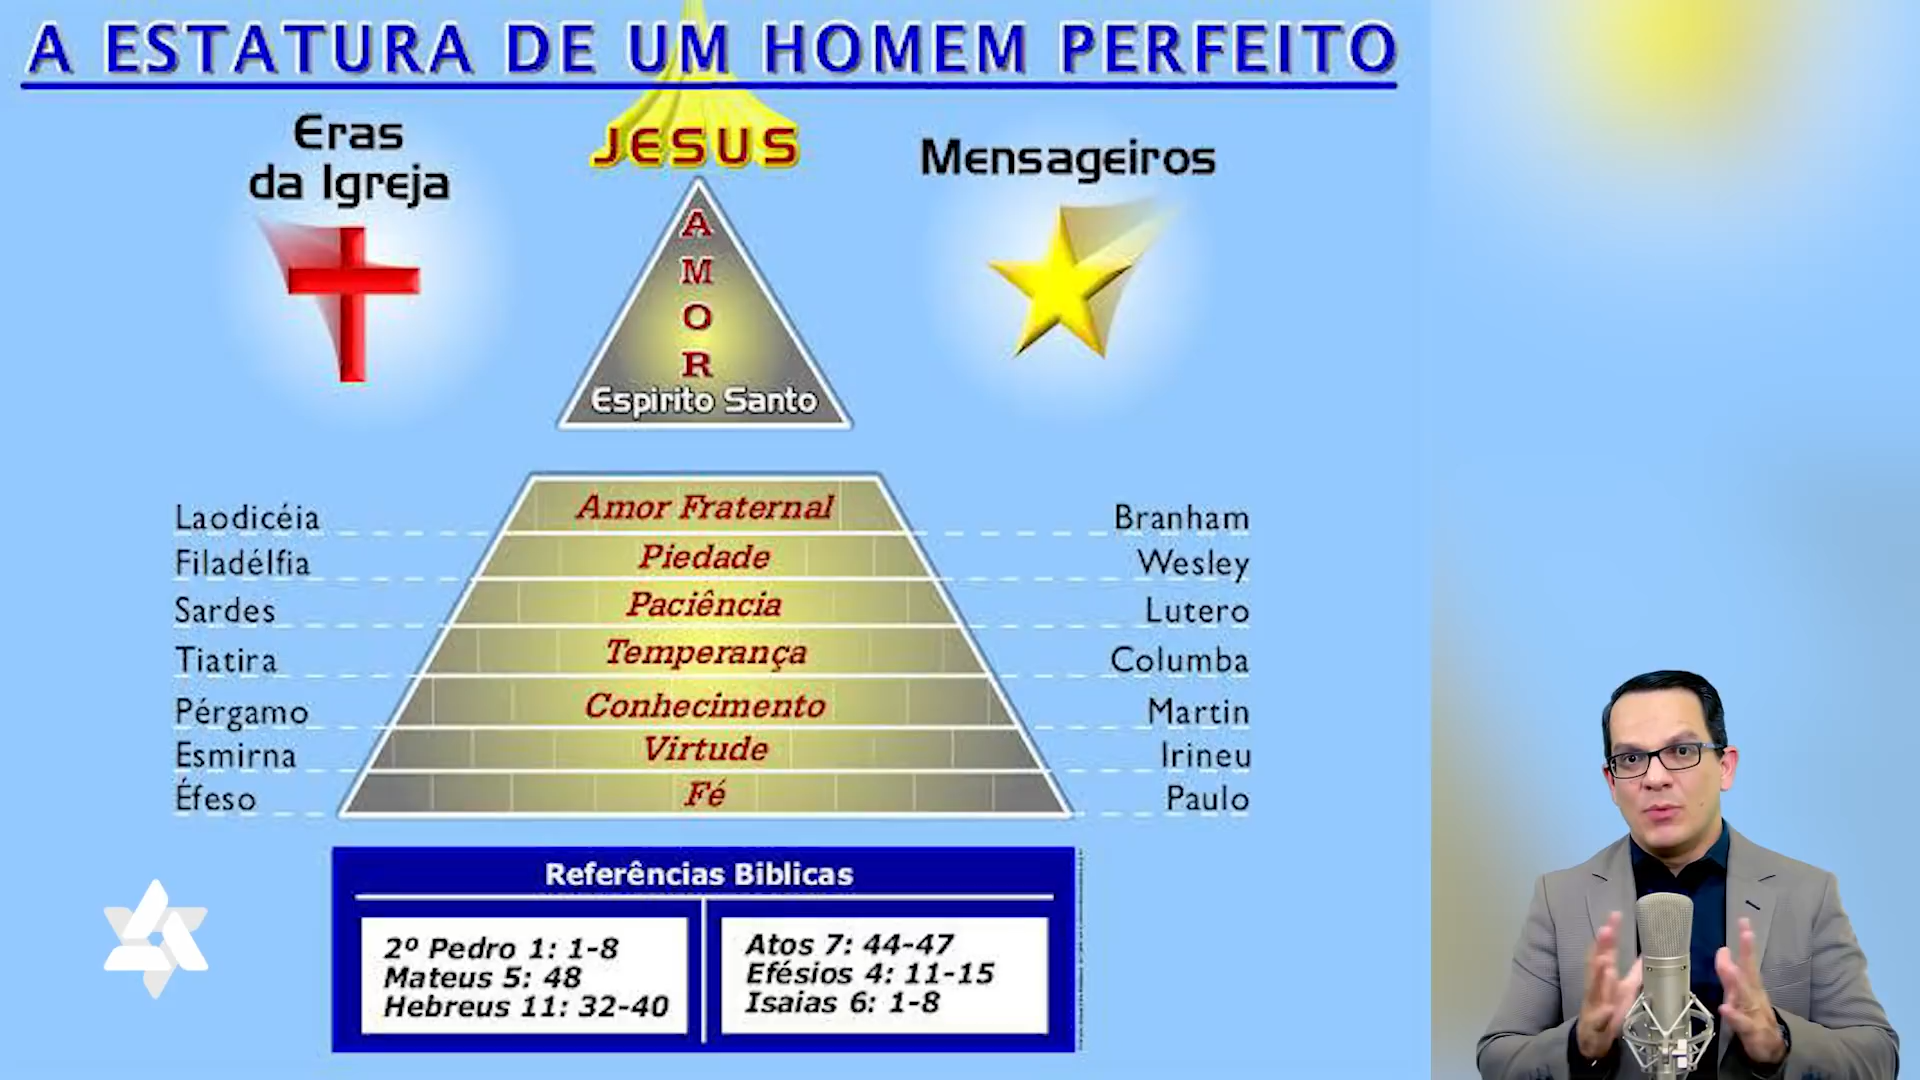 A ESTATURA DE UM HOMEM PERFEITO
Eras
da Igreja
JESUS
Mensageiros
A
M
O
R
Espirito Santo
Laodicéia
Amor Fraternal
Branham
Filadélfia
Piedade
Wesley
Sardes
Paciência
Lutero
Tiatira
Temperança
Columba
Pérgamo
Conhecimento
Martin
Esmirna
Virtude
Irineu
Éfeso
Fé
Paulo
Referências Biblicas
2º Pedro 1: 1-8
Mateus 5: 48
Hebreus 11: 32-40
Atos 7: 44-47
Efésios 4: 11-15
Isaias 6: 1-8